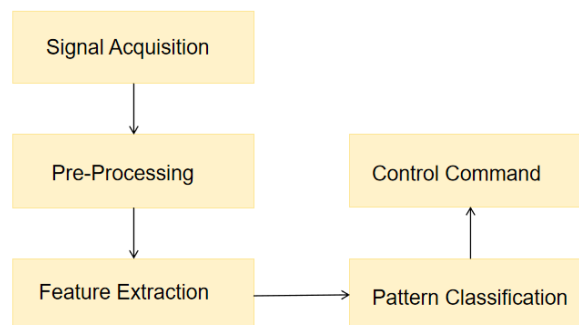 Signal Acquisition
Pre-Processing
Feature Extraction
Pattern Classification
Control Command